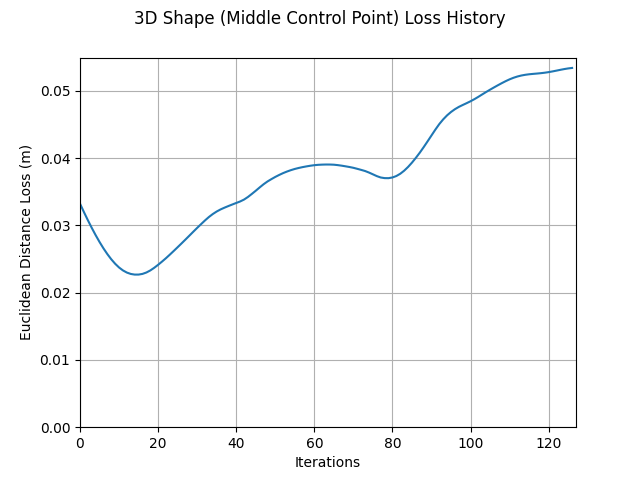 3D Shape (Middle Control Point) Loss History
Euclidean Distance Loss (m)
0.05
0.04
0.03
0.02
0.01
0.00
0 20 40 60 80 100 120
Iterations